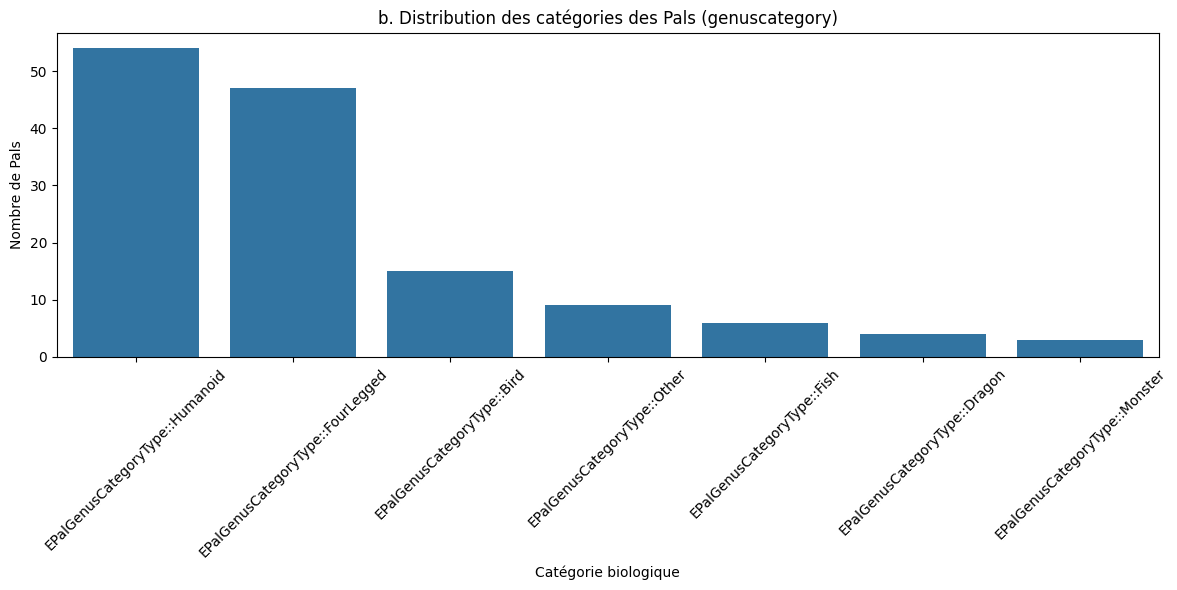 b. Distribution des catégories des Pals (genuscategory)
Nombre de Pals
50
40
30
20
10
0
EPalGenusCategoryType::Humanoid
EPalGenusCategoryType::FourLegged
EPalGenusCategoryType::Bird
EPalGenusCategoryType::Other
EPalGenusCategoryType::Fish
EPalGenusCategoryType::Dragon
EPalGenusCategoryType::Monster
Catégorie biologique